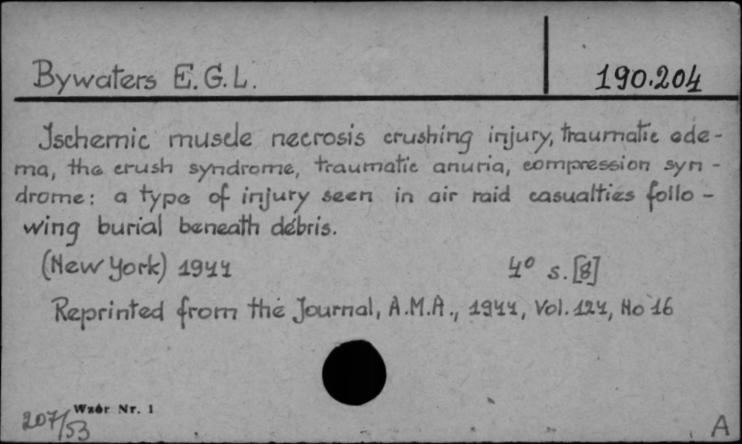 Bywaters E.G.L.
190.204
Ischemic muscle necrosis crushing injury, traumatic ede-
ma, the crush syndrome, traumatic anuria, compression syn-
drome: a type of injury seen in air raid casualties follo-
wing burial beneath débris.
(New York) 1944 4° s. [8]
Reprinted from the Journal, A.M.A., 1944, Vol. 124, No 16
Wzór Nr. 1
207/53
A